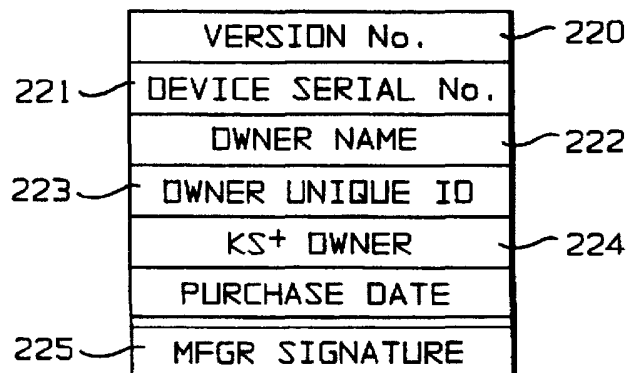 VERSION No. 220
221 DEVICE SERIAL No.
OWNER NAME 222
223 OWNER UNIQUE ID
KS+ OWNER 224
PURCHASE DATE
225 MFGR SIGNATURE